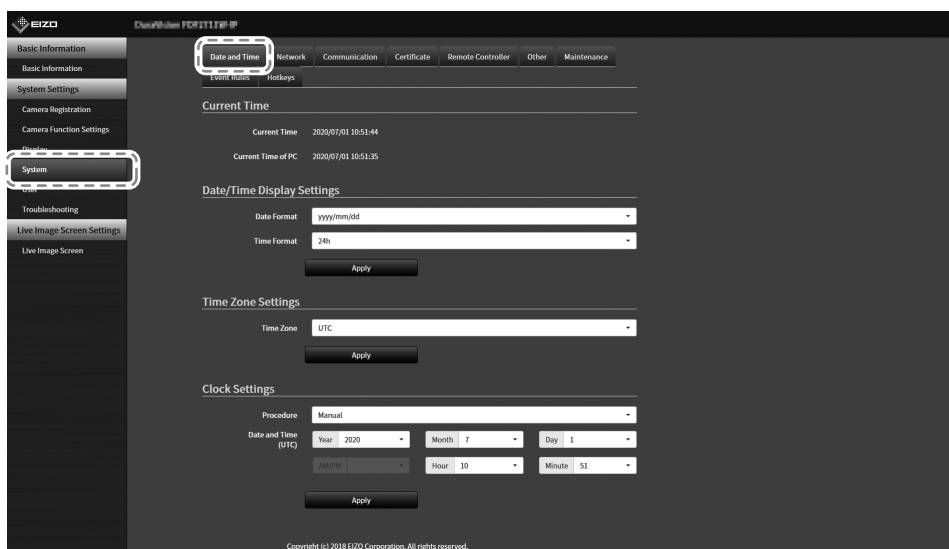 EIZO
Basic Information
Basic Information
System Settings
Camera Registration
Camera Function Settings
Display
System
User
Troubleshooting
Live Image Screen Settings
Live Image Screen
Date and Time Network Communication Certificate Remote Controller Other Maintenance
Event Rules Hotkeys
Current Time
Current Time 2020/07/01 10:51:44
Current Time of PC 2020/07/01 10:51:35
Date/Time Display Settings
Date Format yyyy/mm/dd
Time Format 24h
Apply
Time Zone Settings
Time Zone UTC
Apply
Clock Settings
Procedure Manual
Date and Time
(UTC)
Year 2020 Month 7 Day 1
AM/PM Hour 10 Minute 51
Apply
Copyright (c) 2018 EIZO Corporation. All rights reserved.